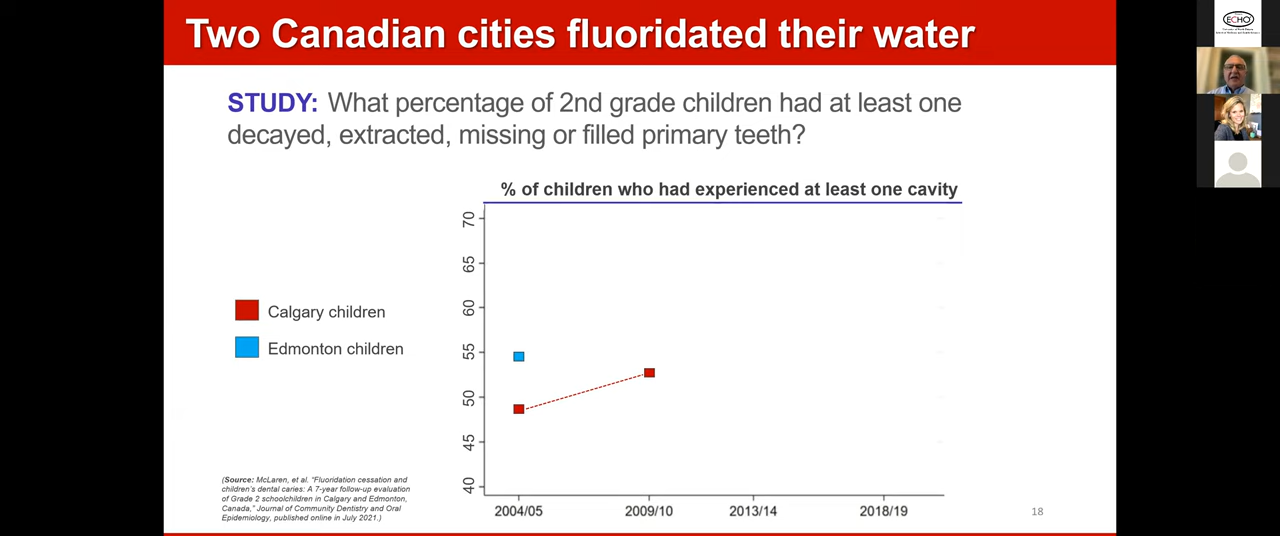 Two Canadian cities fluoridated their water
STUDY: What percentage of 2nd grade children had at least one
decayed, extracted, missing or filled primary teeth?
% of children who had experienced at least one cavity
70
65
60
55
50
45
40
Calgary children
Edmonton children
2004/05 2009/10 2013/14 2018/19
(Source: McLaren, et al. "Fluoridation cessation and
children's dental caries: A 7-year follow-up evaluation
of Grade 2 schoolchildren in Calgary and Edmonton,
Canada," Journal of Community Dentistry and Oral
Epidemiology, published online in July 2021.)
18
ECHO